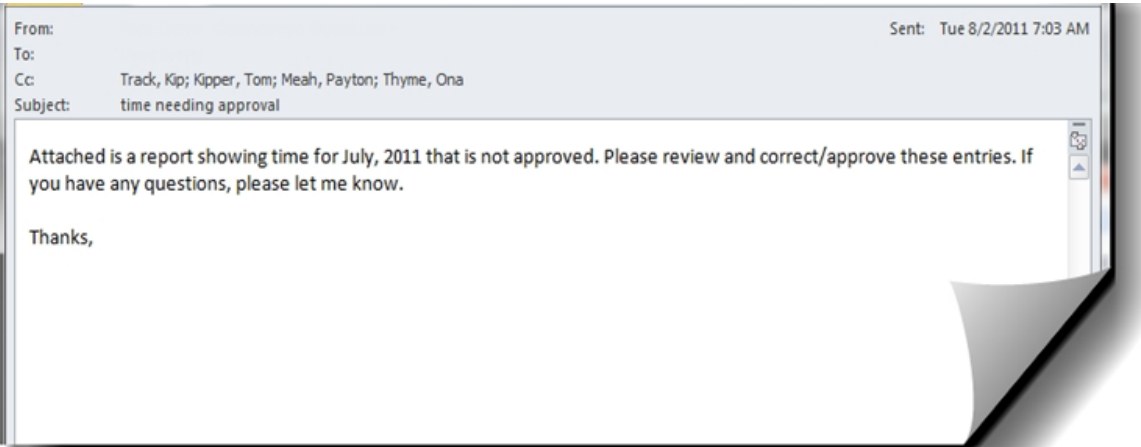 From:
Sent: Tue 8/2/2011 7:03 AM
To:
Cc: Track, Kip; Kipper, Tom; Meah, Payton; Thyme, Ona
Subject: time needing approval
Attached is a report showing time for July, 2011 that is not approved. Please review and correct/approve these entries. If
you have any questions, please let me know.
Thanks,